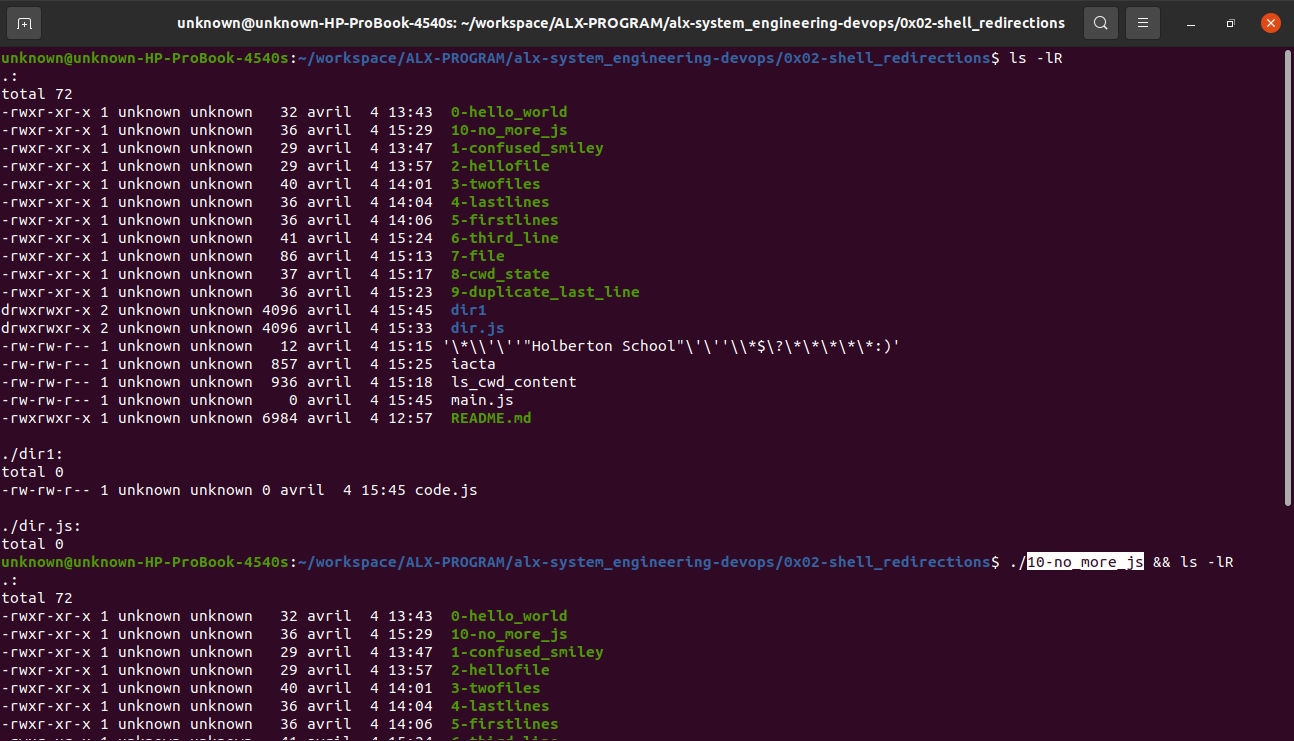 unknown@unknown-HP-ProBook-4540s: ~/workspace/ALX-PROGRAM/alx-system_engineering-devops/0x02-shell_redirections
unknown@unknown-HP-ProBook-4540s:~/workspace/ALX-PROGRAM/alx-system_engineering-devops/0x02-shell_redirections$ ls -lR
.:
total 72
-rwxr-xr-x 1 unknown unknown   32 avril  4 13:43  0-hello_world
-rwxr-xr-x 1 unknown unknown   36 avril  4 15:29  10-no_more_js
-rwxr-xr-x 1 unknown unknown   29 avril  4 13:47  1-confused_smiley
-rwxr-xr-x 1 unknown unknown   29 avril  4 13:57  2-hellofile
-rwxr-xr-x 1 unknown unknown   40 avril  4 14:01  3-twofiles
-rwxr-xr-x 1 unknown unknown   36 avril  4 14:04  4-lastlines
-rwxr-xr-x 1 unknown unknown   36 avril  4 14:06  5-firstlines
-rwxr-xr-x 1 unknown unknown   41 avril  4 15:24  6-third_line
-rwxr-xr-x 1 unknown unknown   86 avril  4 15:13  7-file
-rwxr-xr-x 1 unknown unknown   37 avril  4 15:17  8-cwd_state
-rwxr-xr-x 1 unknown unknown   36 avril  4 15:23  9-duplicate_last_line
drwxrwxr-x 2 unknown unknown 4096 avril  4 15:45  dir1
drwxrwxr-x 2 unknown unknown 4096 avril  4 15:33  dir.js
-rw-rw-r-- 1 unknown unknown   12 avril  4 15:15 '\*\\'\''"Holberton School"\'\''\\*$\?\*\*\*\*\*:)'
-rw-rw-r-- 1 unknown unknown  857 avril  4 15:25  iacta
-rw-rw-r-- 1 unknown unknown  936 avril  4 15:18  ls_cwd_content
-rw-rw-r-- 1 unknown unknown    0 avril  4 15:45  main.js
-rwxrwxr-x 1 unknown unknown 6984 avril  4 12:57  README.md
./dir1:
total 0
-rw-rw-r-- 1 unknown unknown 0 avril  4 15:45 code.js
./dir.js:
total 0
unknown@unknown-HP-ProBook-4540s:~/workspace/ALX-PROGRAM/alx-system_engineering-devops/0x02-shell_redirections$ ./10-no_more_js && ls -lR
.:
total 72
-rwxr-xr-x 1 unknown unknown   32 avril  4 13:43  0-hello_world
-rwxr-xr-x 1 unknown unknown   36 avril  4 15:29  10-no_more_js
-rwxr-xr-x 1 unknown unknown   29 avril  4 13:47  1-confused_smiley
-rwxr-xr-x 1 unknown unknown   29 avril  4 13:57  2-hellofile
-rwxr-xr-x 1 unknown unknown   40 avril  4 14:01  3-twofiles
-rwxr-xr-x 1 unknown unknown   36 avril  4 14:04  4-lastlines
-rwxr-xr-x 1 unknown unknown   36 avril  4 14:06  5-firstlines